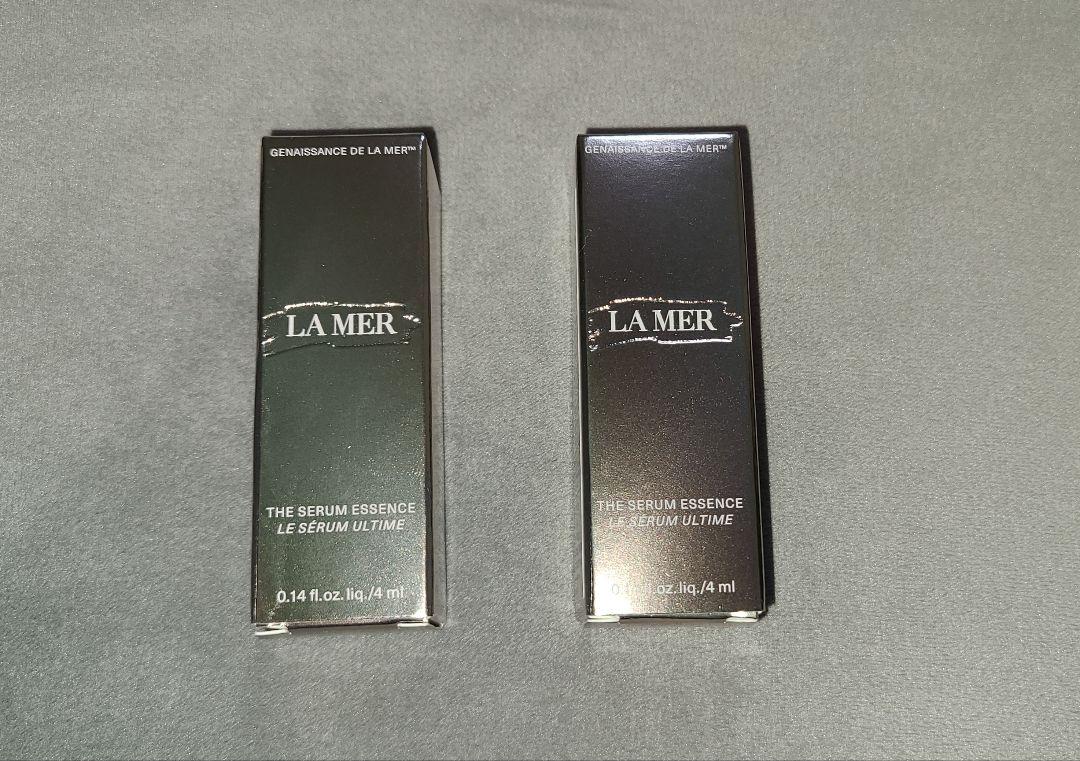 GENAISSANCE DE LA MER™
LA MER
THE SERUM ESSENCE
LE SÉRUM ULTIME
0.14 fl.oz.liq./4 ml
GENAISSANCE DE LA MER™
LA MER
THE SERUM ESSENCE
LE SÉRUM ULTIME
fl.oz.liq./4 ml